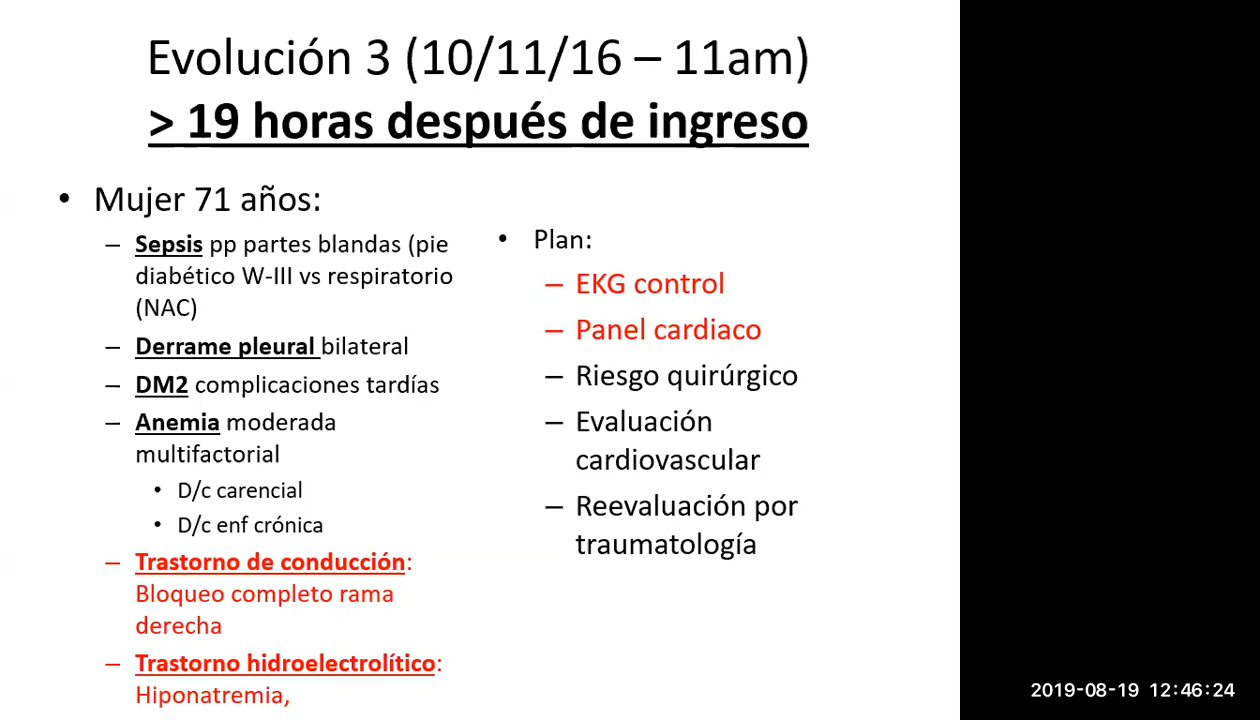 Evolución 3 (10/11/16 – 11am)
> 19 horas después de ingreso
• Mujer 71 años:
– Sepsis pp partes blandas (pie
diabético W-III vs respiratorio
(NAC)
– Derrame pleural bilateral
– DM2 complicaciones tardías
– Anemia moderada
multifactorial
• D/c carencial
• D/c enf crónica
– Trastorno de conducción:
Bloqueo completo rama
derecha
– Trastorno hidroelectrolítico:
Hiponatremia,
• Plan:
– EKG control
– Panel cardiaco
– Riesgo quirúrgico
– Evaluación
cardiovascular
– Reevaluación por
traumatología
2019-08-19 12:46:24